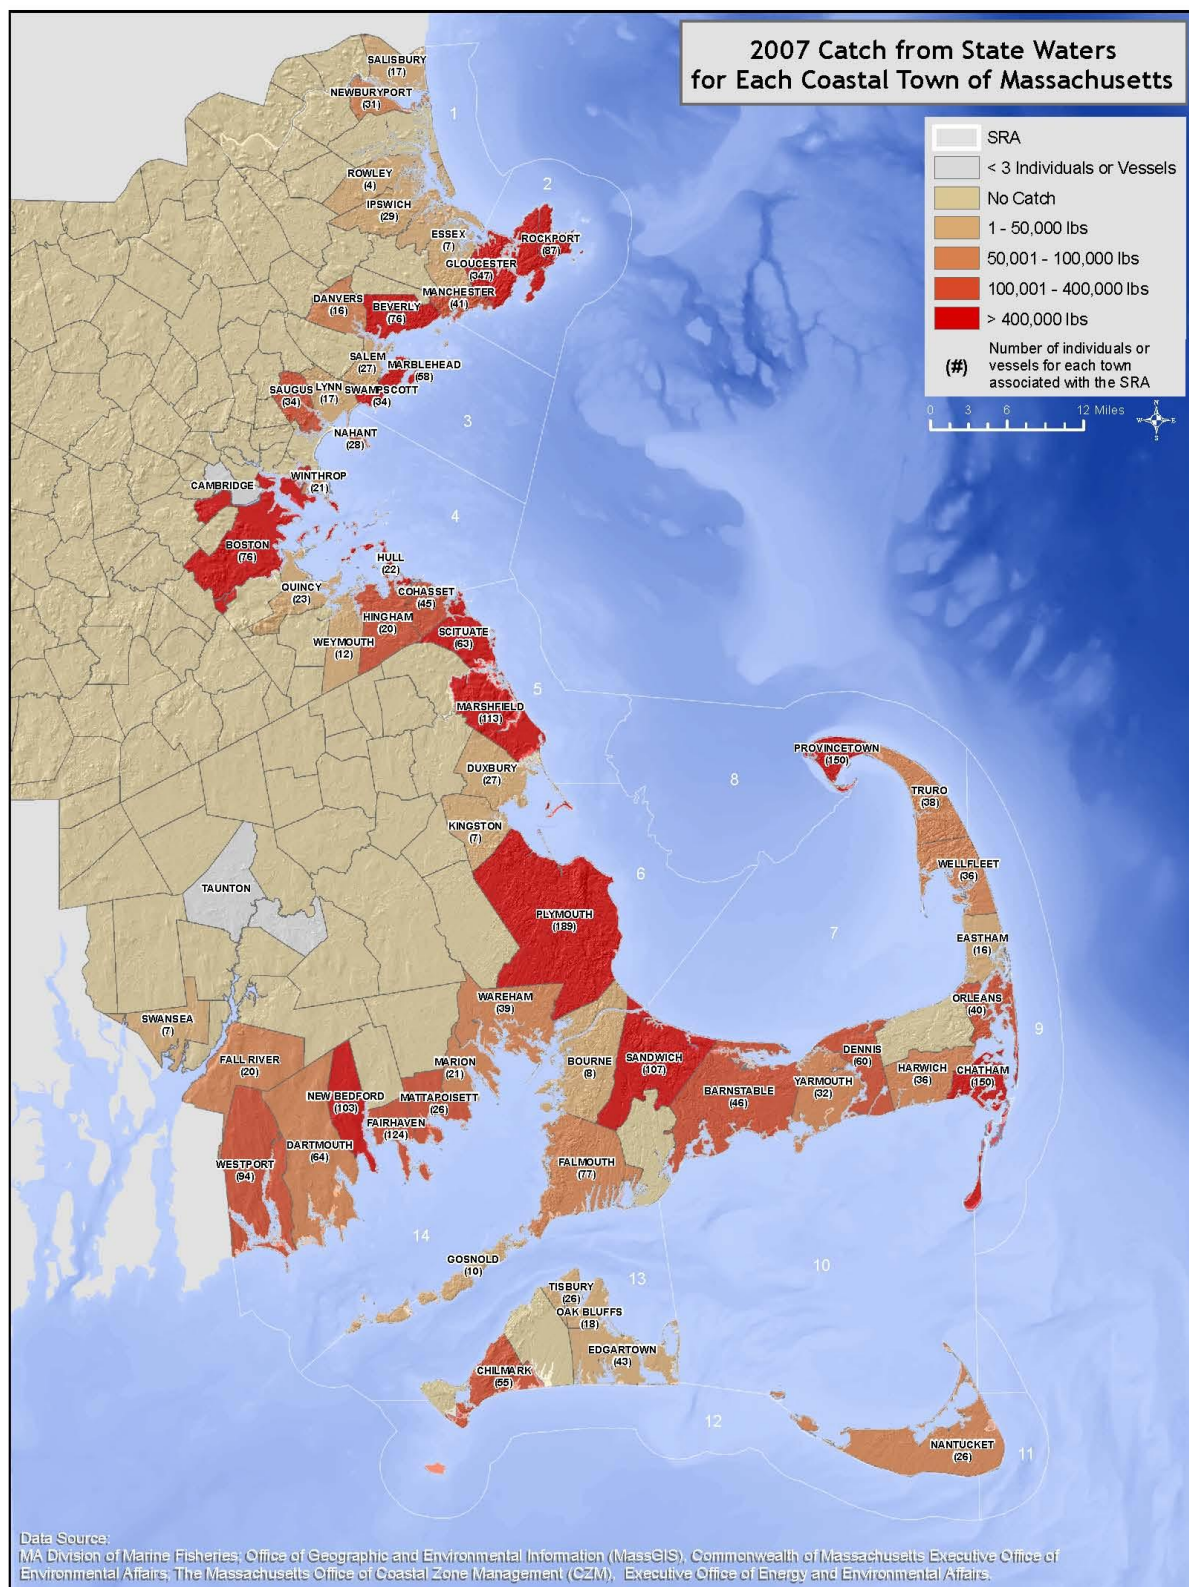 2007 Catch from State Waters
for Each Coastal Town of Massachusetts
SRA
< 3 Individuals or Vessels
No Catch
1 - 50,000 lbs
50,001 - 100,000 lbs
100,001 - 400,000 lbs
> 400,000 lbs
(#)
Number of individuals or
vessels for each town
associated with the SRA
0 3 6 12 Miles
N
W E
S
SALISBURY
(17)
NEWBURYPORT
(31)
1
ROWLEY
(4)
IPSWICH
(29)
2
ESSEX
(7)
ROCKPORT
(87)
GLOUCESTER
(347)
MANCHESTER
(41)
DANVERS
(16)
BEVERLY
(76)
SALEM
(27)
MARBLEHEAD
(58)
SAUGUS
(34)
LYNN
(17)
SWAMPSCOTT
(34)
3
NAHANT
(28)
CAMBRIDGE
WINTHROP
(21)
4
BOSTON
(76)
HULL
(22)
QUINCY
(23)
COHASSET
(45)
HINGHAM
(20)
WEYMOUTH
(12)
SCITUATE
(63)
5
MARSHFIELD
(113)
PROVINCETOWN
(150)
DUXBURY
(27)
8
TRURO
(38)
KINGSTON
(7)
6
WELLFLEET
(36)
TAUNTON
PLYMOUTH
(189)
7
EASTHAM
(16)
WAREHAM
(39)
ORLEANS
(40)
9
SWANSEA
(7)
FALL RIVER
(20)
MARION
(21)
BOURNE
(8)
SANDWICH
(107)
DENNIS
(60)
HARWICH
(36)
CHATHAM
(150)
YARMOUTH
(32)
BARNSTABLE
(46)
NEW BEDFORD
(103)
MATTAPOISETT
(26)
FAIRHAVEN
(124)
DARTMOUTH
(64)
WESTPORT
(94)
FALMOUTH
(77)
14
GOSNOLD
(10)
13
10
TISBURY
(26)
OAK BLUFFS
(18)
EDGARTOWN
(43)
CHILMARK
(55)
12
NANTUCKET
(26)
11
Data Source:
MA Division of Marine Fisheries; Office of Geographic and Environmental Information (MassGIS), Commonwealth of Massachusetts Executive Office of
Environmental Affairs, The Massachusetts Office of Coastal Zone Management (CZM), Executive Office of Energy and Environmental Affairs.